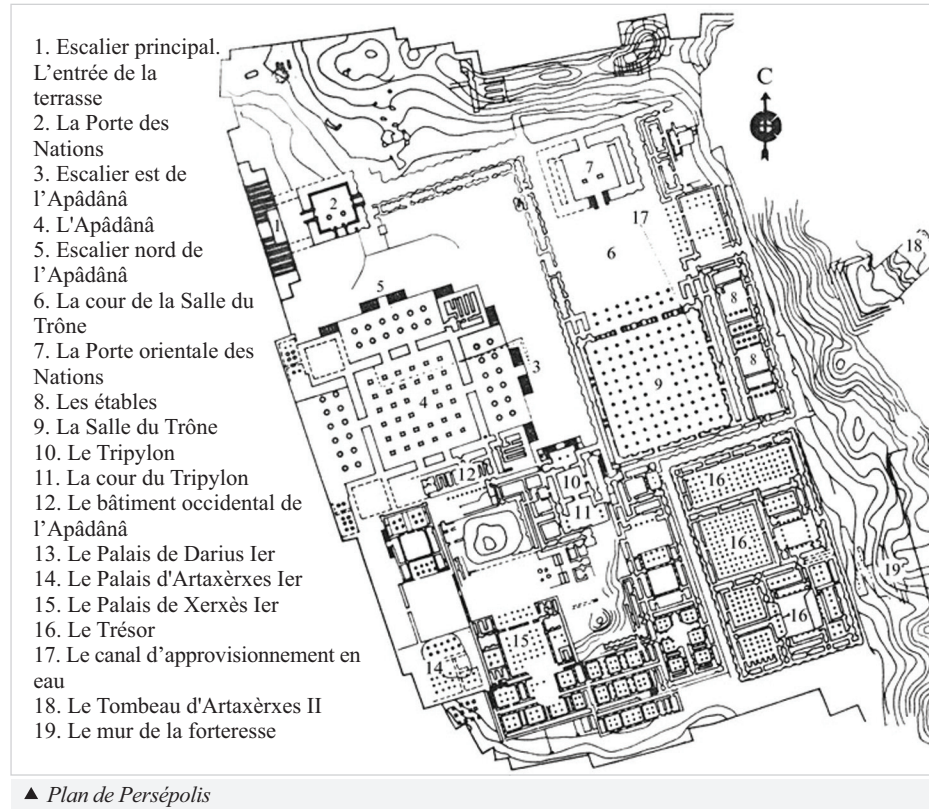 1. Escalier principal.
L’entrée de la
terrasse
2. La Porte des
Nations
3. Escalier est de
l’Apâdânâ
4. L'Apâdânâ
5. Escalier nord de
l’Apâdânâ
6. La cour de la Salle du
Trône
7. La Porte orientale des
Nations
8. Les étables
9. La Salle du Trône
10. Le Tripylon
11. La cour du Tripylon
12. Le bâtiment occidental de
l’Apâdânâ
13. Le Palais de Darius Ier
14. Le Palais d'Artaxèrxes Ier
15. Le Palais de Xerxès Ier
16. Le Trésor
17. Le canal d’approvisionnement en
eau
18. Le Tombeau d'Artaxèrxes II
19. Le mur de la forteresse
C
7
2
17
1
6
18
5
8
3
8
9
4
12
10
16
11
16
19
16
15
14
▲ Plan de Persépolis